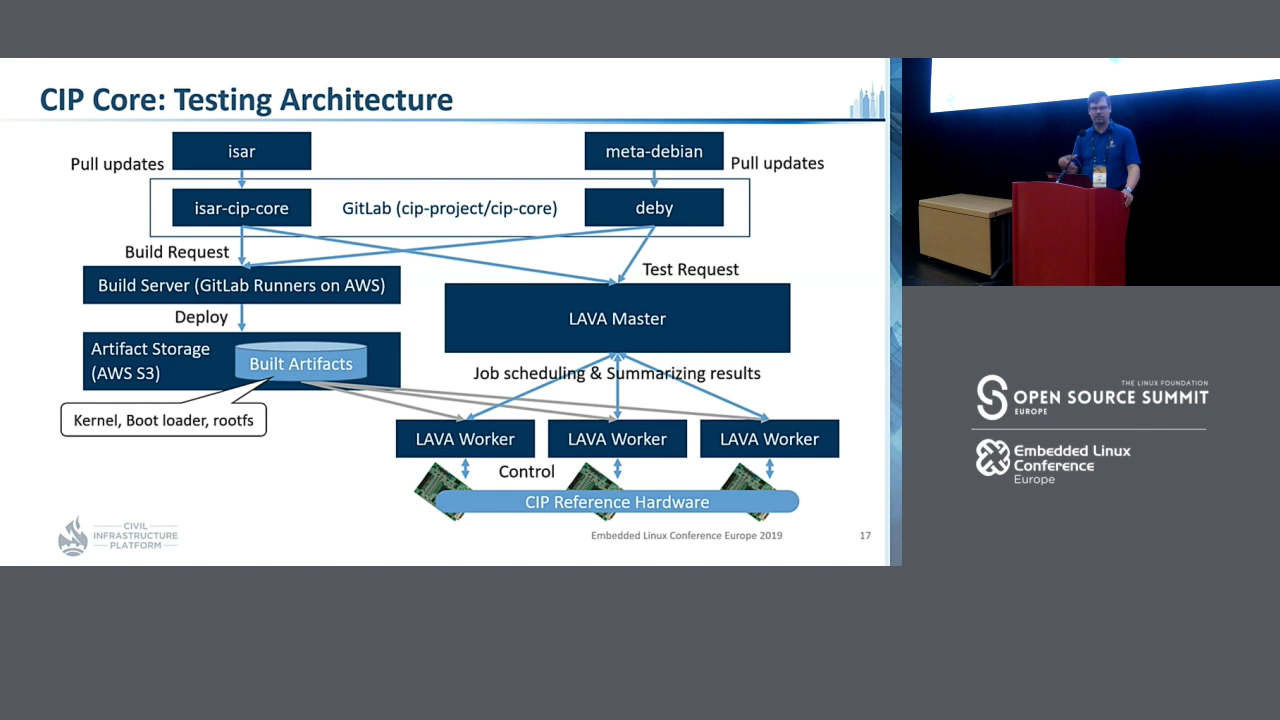 CIP Core: Testing Architecture
isar
meta-debian
Pull updates
Pull updates
isar-cip-core
GitLab (cip-project/cip-core)
deby
Build Request
Test Request
Build Server (GitLab Runners on AWS)
LAVA Master
Deploy
Artifact Storage
(AWS S3)
Built Artifacts
Job scheduling & Summarizing results
Kernel, Boot loader, rootfs
LAVA Worker
LAVA Worker
LAVA Worker
Control
CIP Reference Hardware
CIVIL
INFRASTRUCTURE
PLATFORM
Embedded Linux Conference Europe 2019
17
THE LINUX FOUNDATION
OPEN SOURCE SUMMIT
EUROPE
Embedded Linux
Conference
Europe